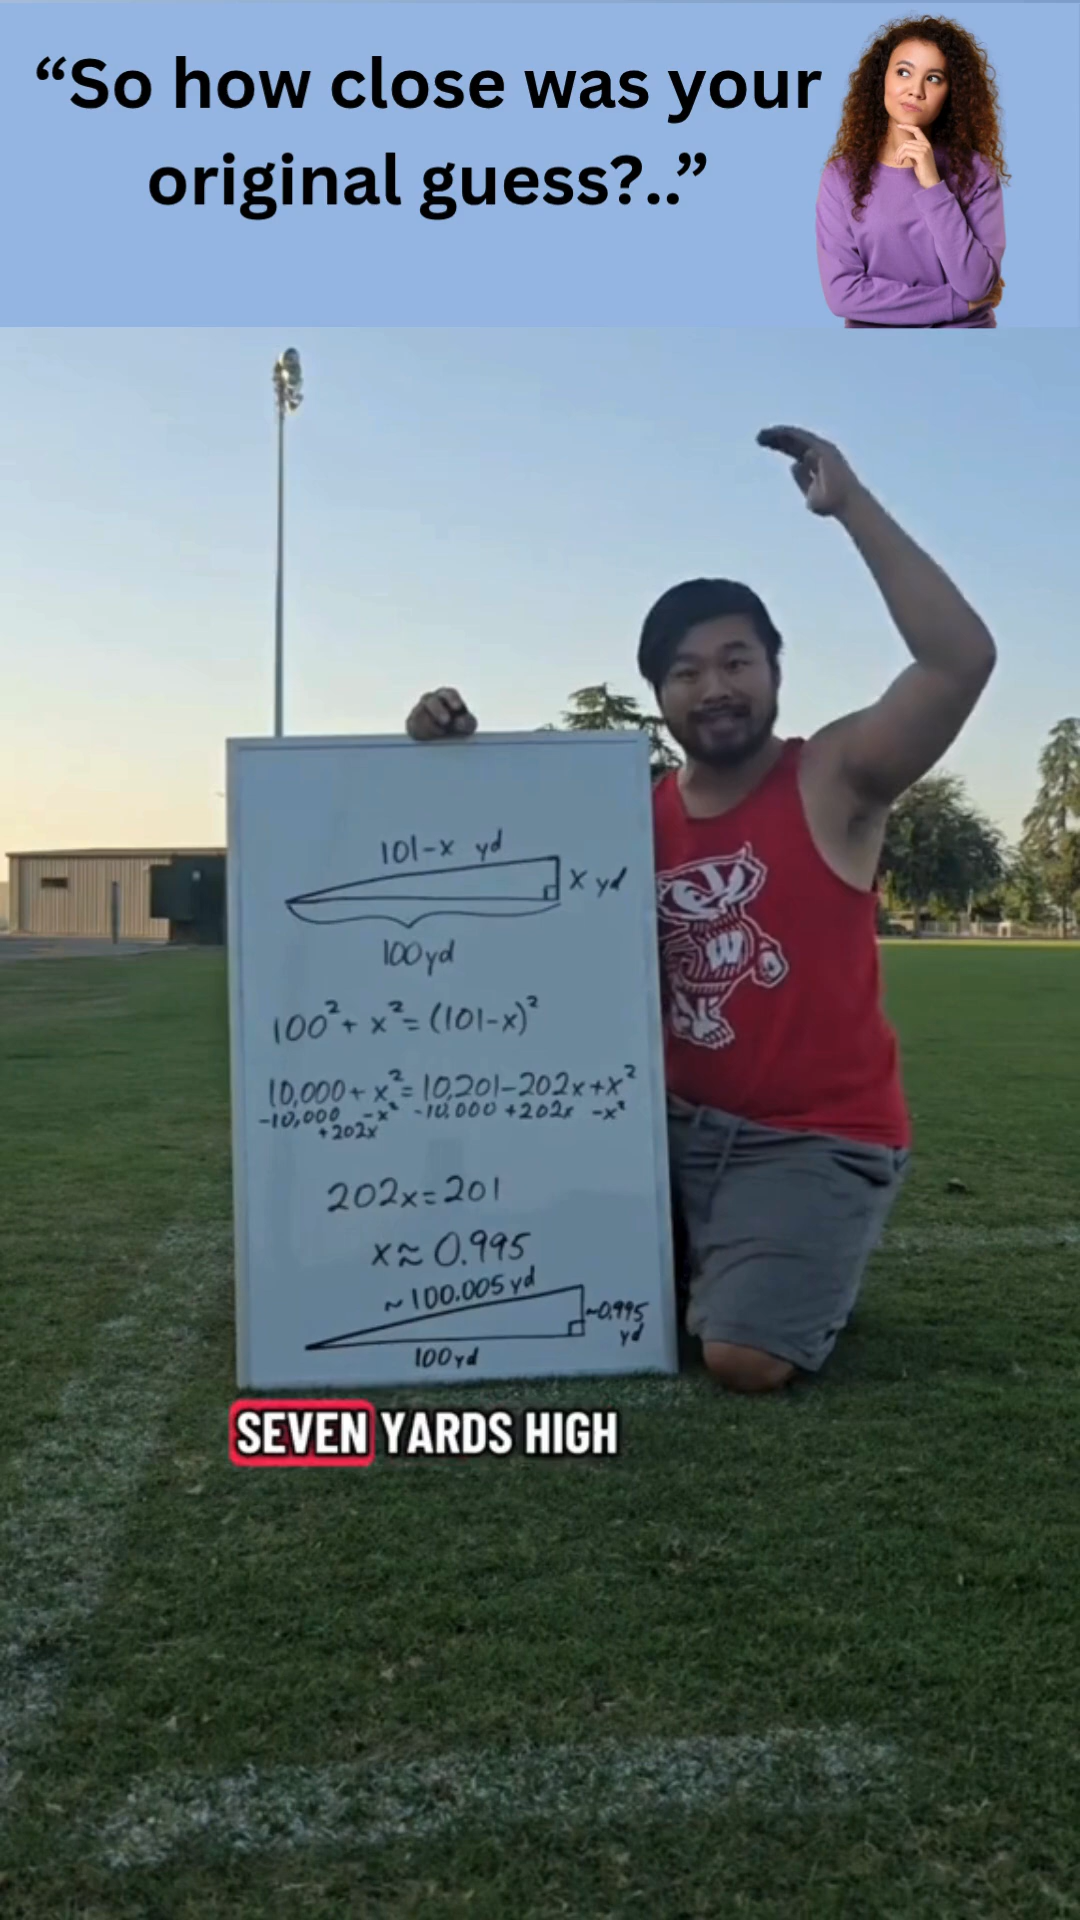 “So how close was your
original guess?..”
101-x yd
x yd
100yd
100²+ x²= (101-x)²
10,000+ x²= 10,201-202x+x²
-10,000 -x² -10,000 +202x -x²
+202x
202x=201
x≈ 0.995
~100.005 yd
~0.995
yd
100yd
W
SEVEN YARDS HIGH